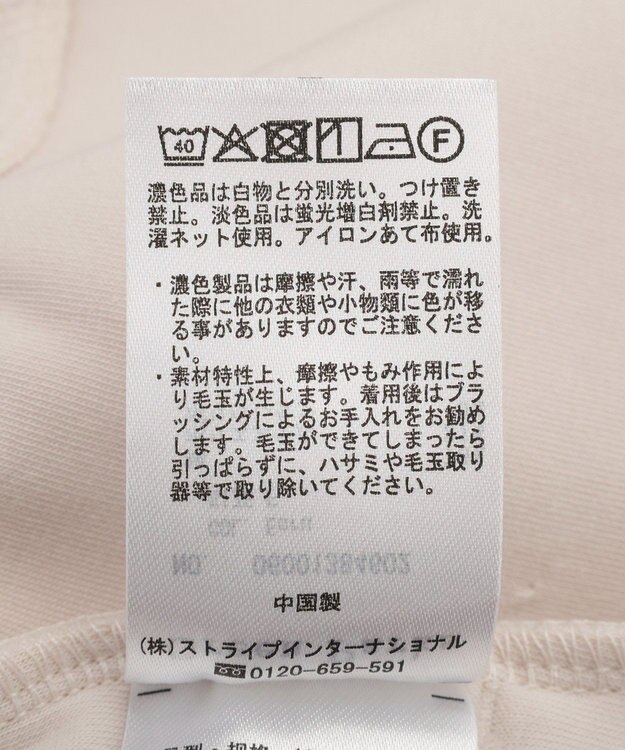 40 F
濃色品は白物と分別洗い。つけ置き
禁止。淡色品は蛍光増白剤禁止。洗
濯ネット使用。アイロンあて布使用。
・濃色製品は摩擦や汗、雨等で濡れ
た際に他の衣類や小物類に色が移
る事がありますのでご注意くださ
い。
・素材特性上、摩擦やもみ作用によ
り毛玉が生じます。着用後はブラ
ッシングによるお手入れをお勧め
します。毛玉ができてしまったら
引っぱらずに、ハサミや毛玉取り
器等で取り除いてください。
COL. Ecru
NO. 06001384602
中国製
(株)ストライプインターナショナル
0120-659-591